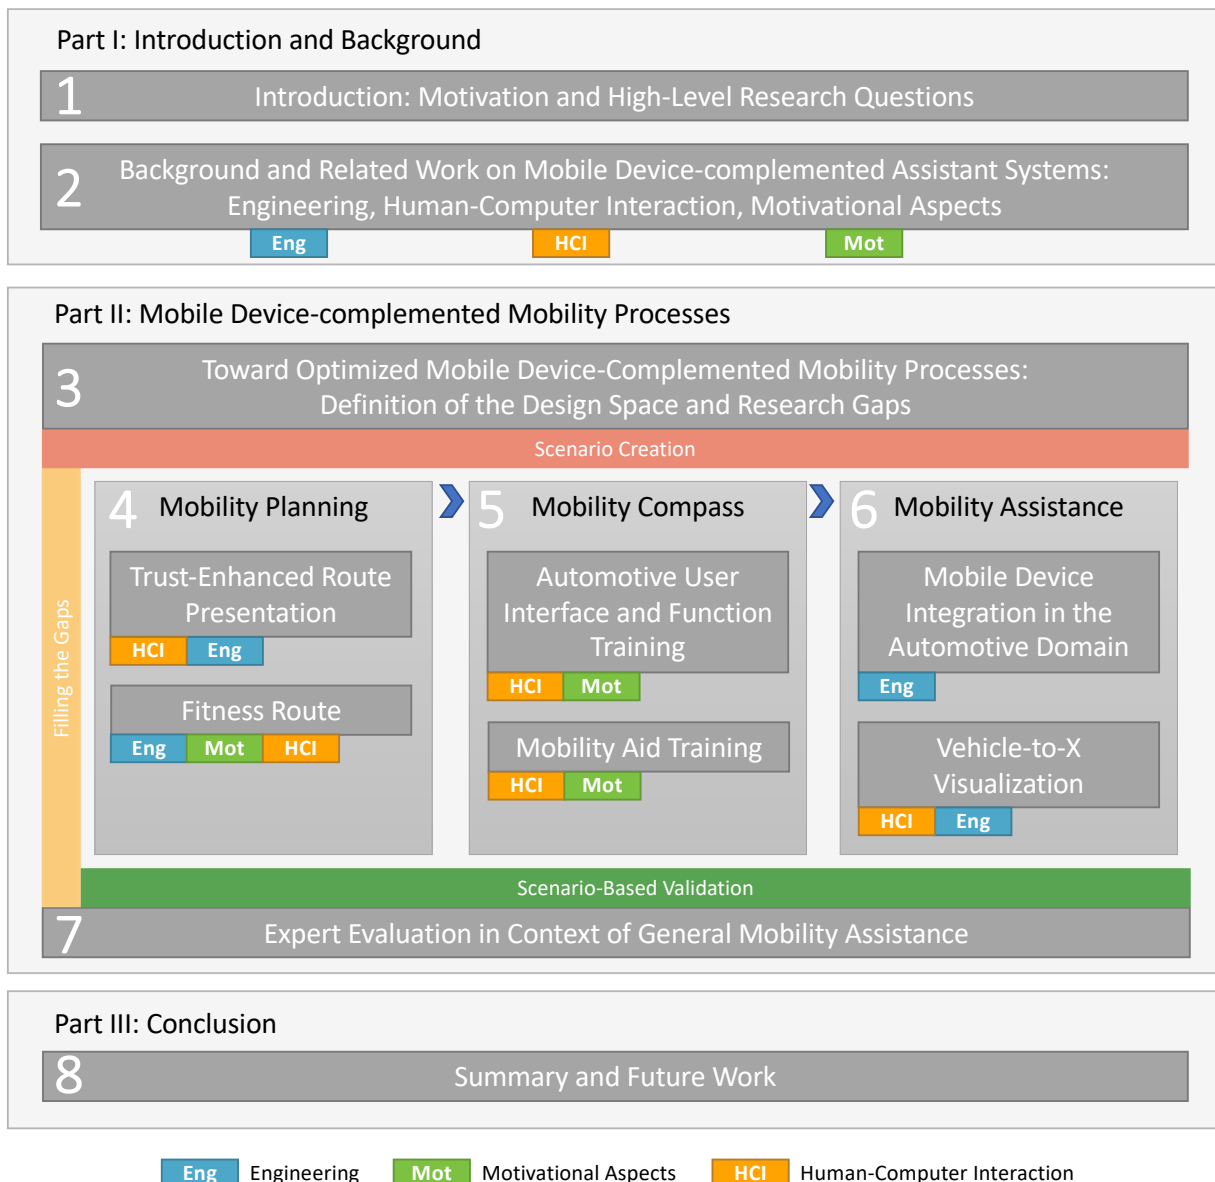 Part I: Introduction and Background
1
Introduction: Motivation and High-Level Research Questions
2
Background and Related Work on Mobile Device-complemented Assistant Systems:
Engineering, Human-Computer Interaction, Motivational Aspects
Eng
HCI
Mot
Part II: Mobile Device-complemented Mobility Processes
3
Toward Optimized Mobile Device-Complemented Mobility Processes:
Definition of the Design Space and Research Gaps
Scenario Creation
Filling the Gaps
4
Mobility Planning
Trust-Enhanced Route
Presentation
HCI
Eng
Fitness Route
Eng
Mot
HCI
5
Mobility Compass
Automotive User
Interface and Function
Training
HCI
Mot
Mobility Aid Training
HCI
Mot
6
Mobility Assistance
Mobile Device
Integration in the
Automotive Domain
Eng
Vehicle-to-X
Visualization
HCI
Eng
Scenario-Based Validation
7
Expert Evaluation in Context of General Mobility Assistance
Part III: Conclusion
8
Summary and Future Work
Eng
Engineering
Mot
Motivational Aspects
HCI
Human-Computer Interaction